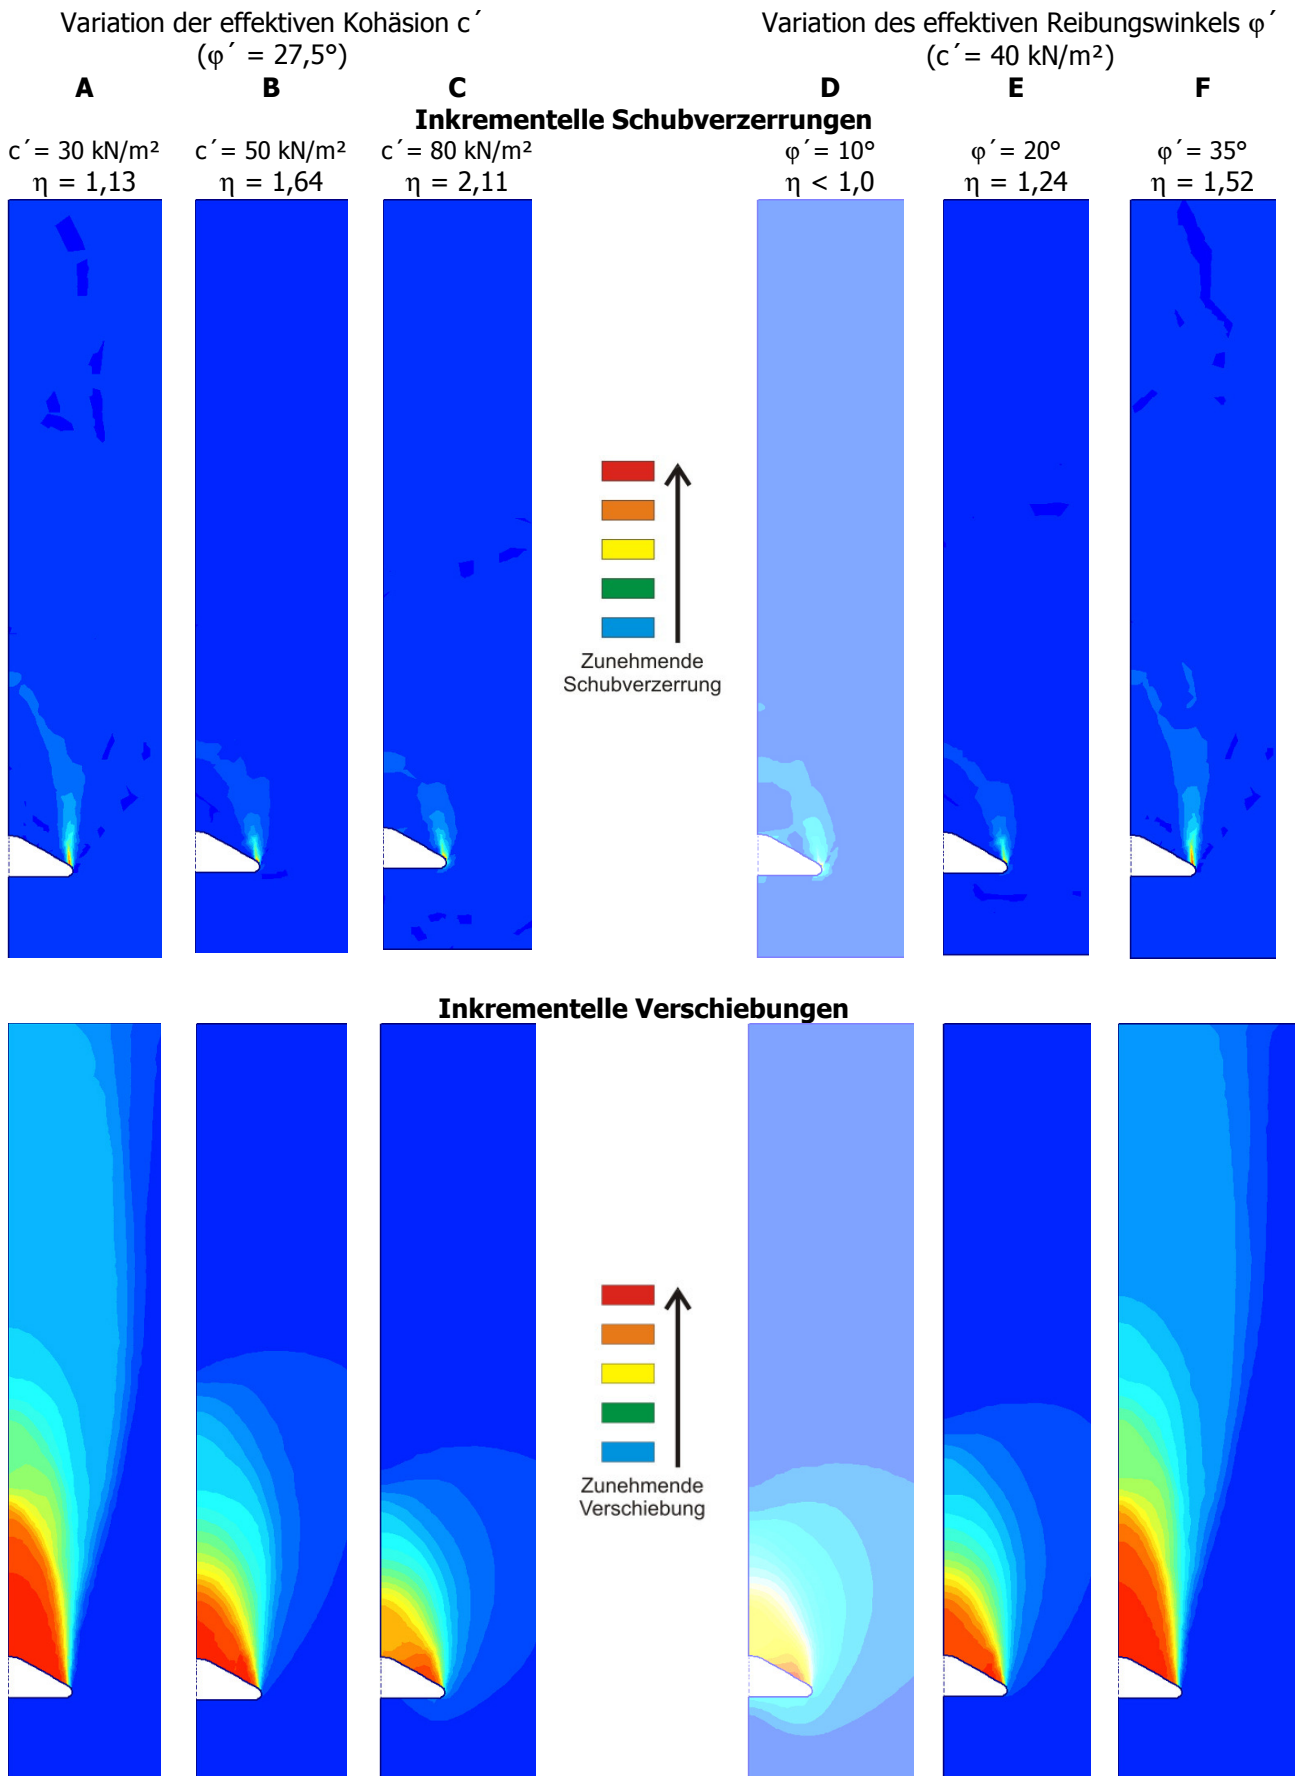 Variation der effektiven Kohäsion c´
(φ´ = 27,5°)
Variation des effektiven Reibungswinkels φ´
(c´= 40 kN/m²)
A B C D E F
Inkrementelle Schubverzerrungen
c´= 30 kN/m² c´= 50 kN/m² c´= 80 kN/m² φ´= 10° φ´= 20° φ´= 35°
η = 1,13 η = 1,64 η = 2,11 η < 1,0 η = 1,24 η = 1,52
Zunehmende
Schubverzerrung
Inkrementelle Verschiebungen
Zunehmende
Verschiebung